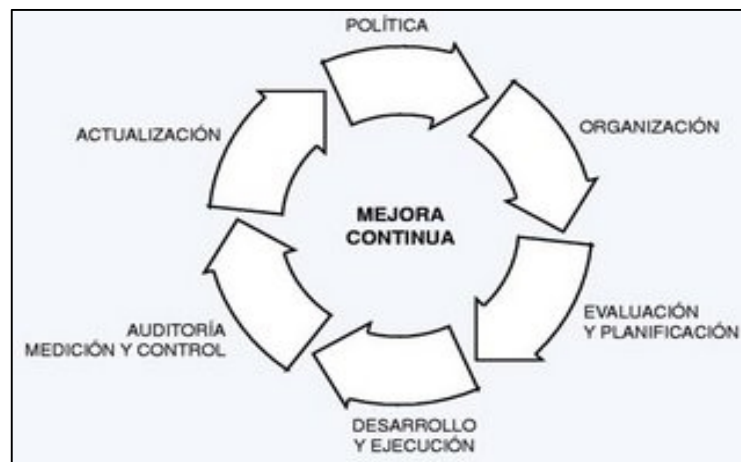 POLÍTICA
ORGANIZACIÓN
EVALUACIÓN
Y PLANIFICACIÓN
DESARROLLO
Y EJECUCIÓN
AUDITORÍA
MEDICIÓN Y CONTROL
ACTUALIZACIÓN
MEJORA
CONTINUA